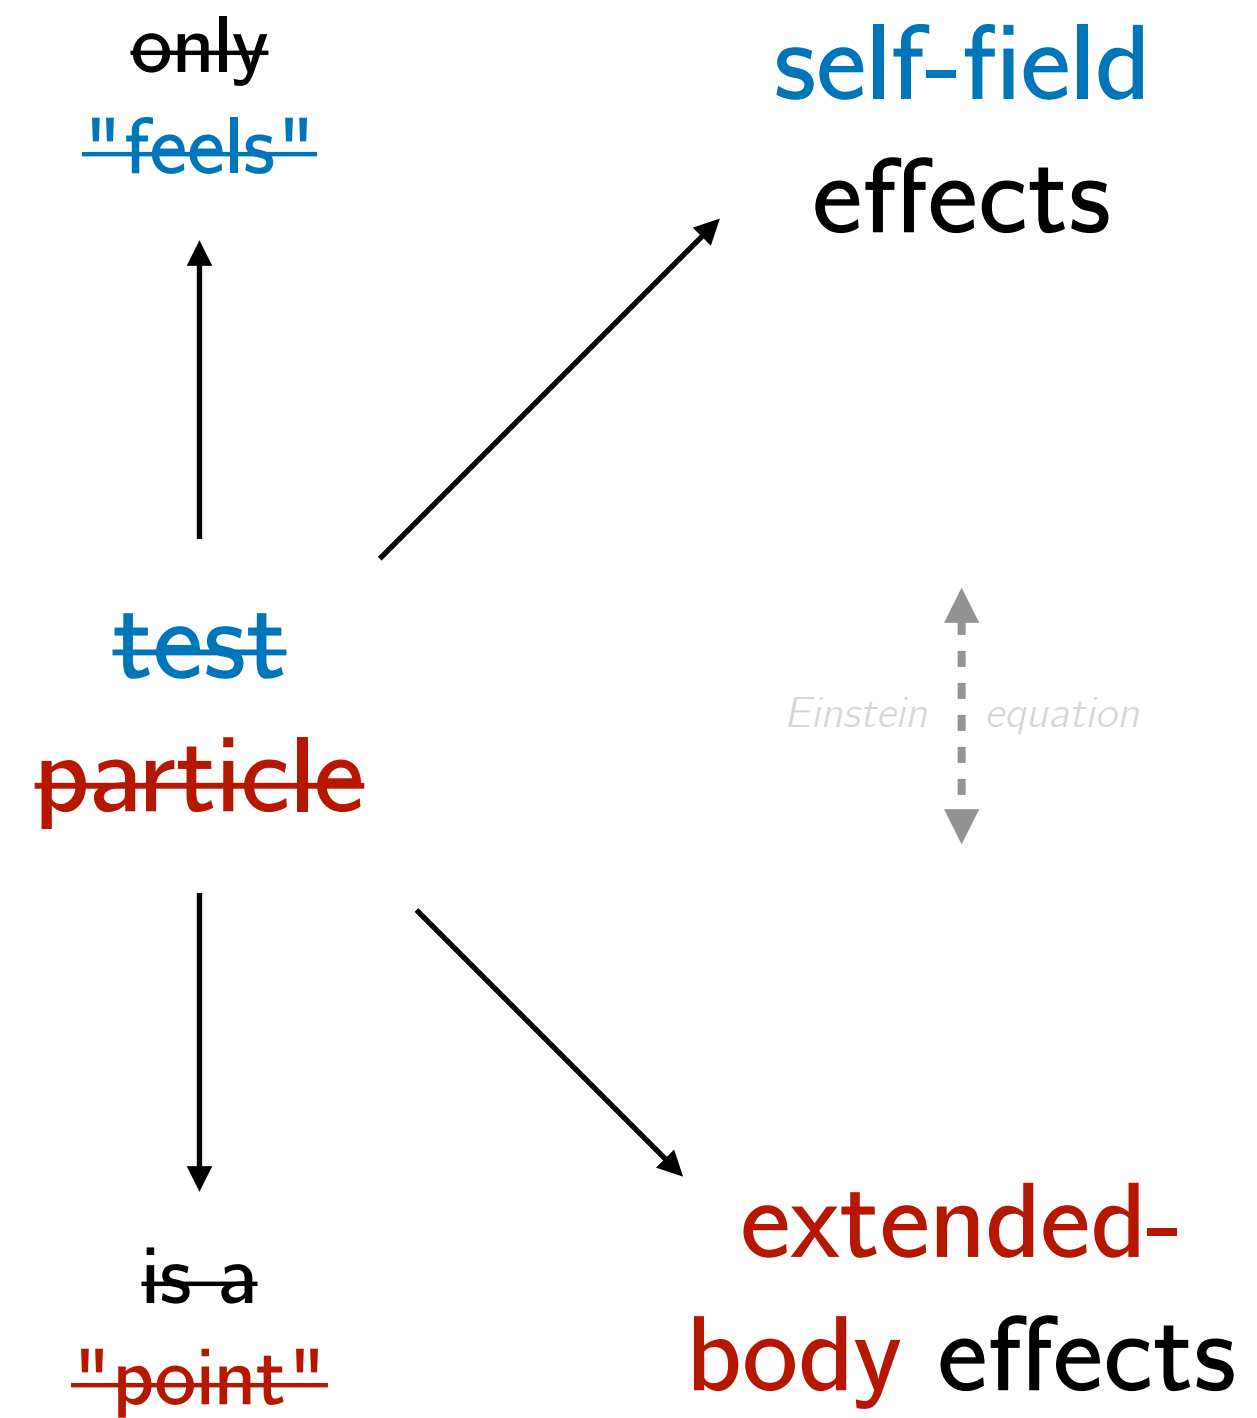 only
"feels"
self-field
effects
test
particle
Einstein equation
is a
"point"
extended-
body effects